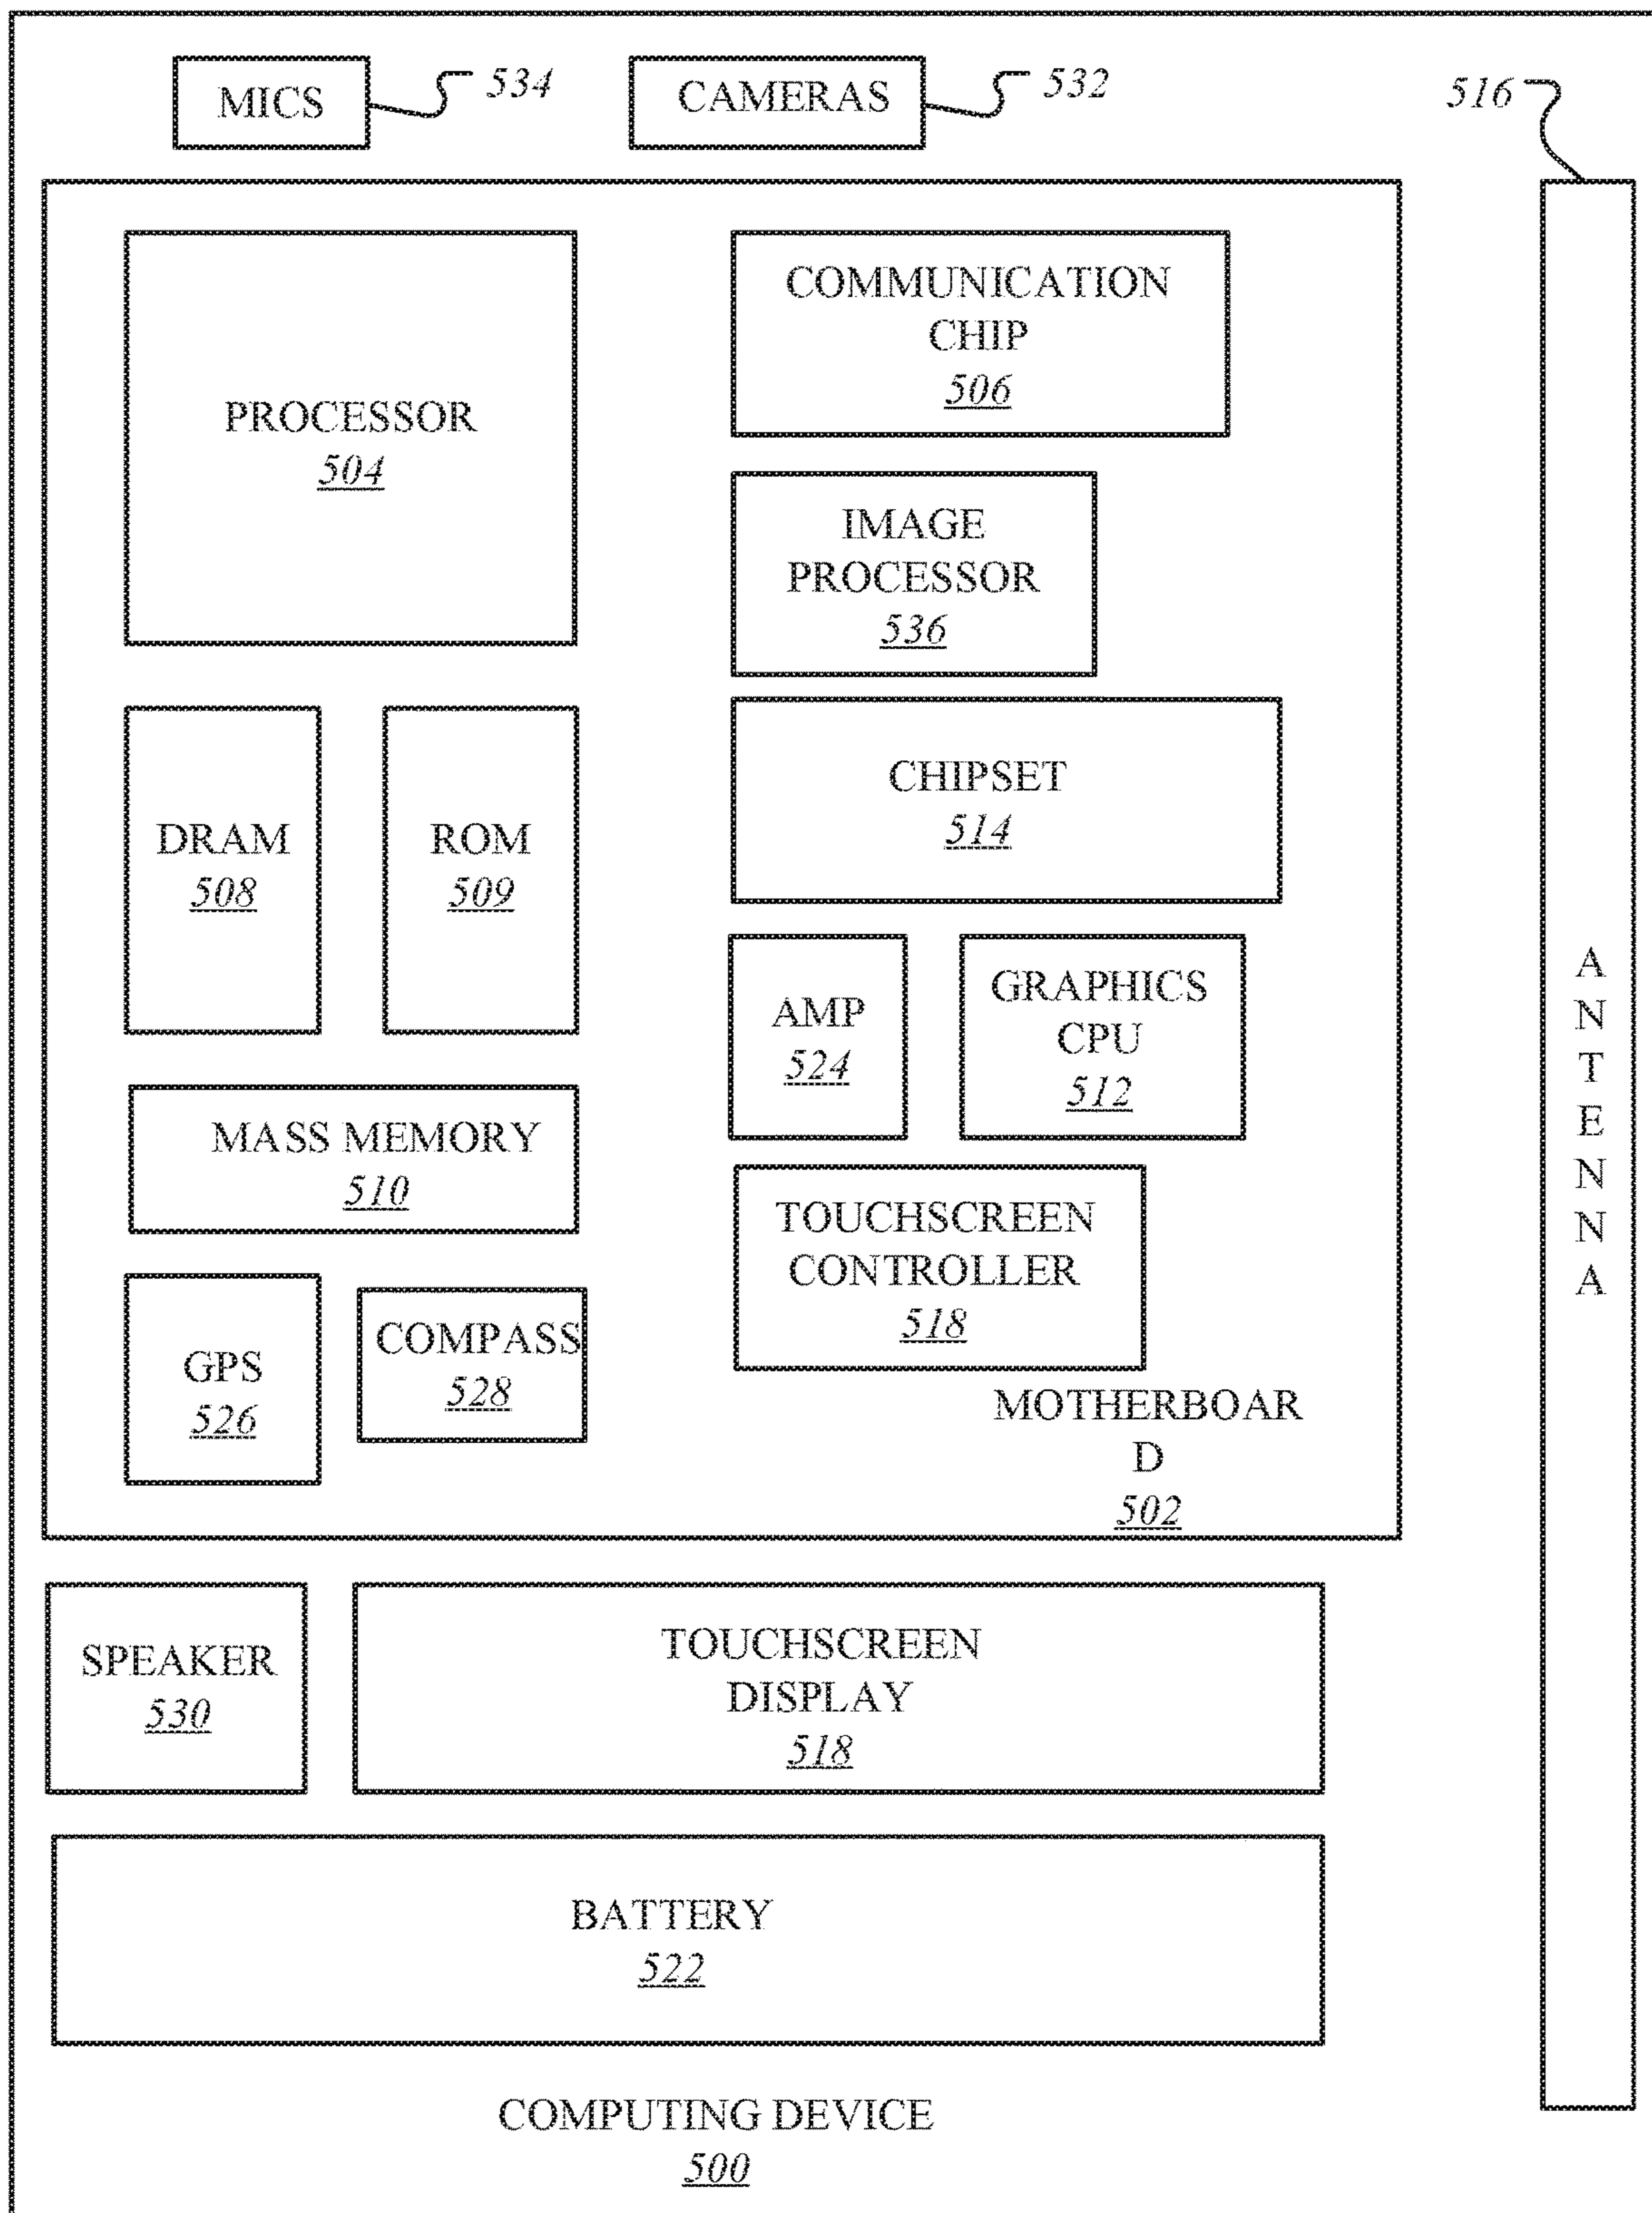 MICS
534
CAMERAS
532
516
PROCESSOR
504
COMMUNICATION
CHIP
506
IMAGE
PROCESSOR
536
DRAM
508
ROM
509
CHIPSET
514
AMP
524
GRAPHICS
CPU
512
MASS MEMORY
510
TOUCHSCREEN
CONTROLLER
518
GPS
526
COMPASS
528
MOTHERBOAR
D
502
ANTENNA
SPEAKER
530
TOUCHSCREEN
DISPLAY
518
BATTERY
522
COMPUTING DEVICE
500